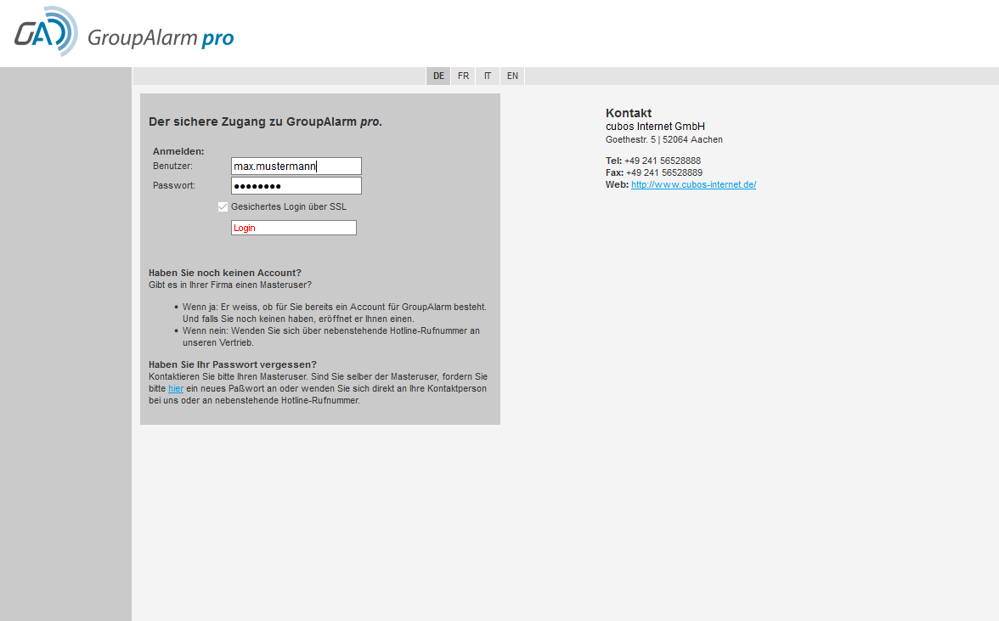 GA
GroupAlarm pro
DE FR IT EN
Der sichere Zugang zu GroupAlarm pro.
Anmelden:
Benutzer: max.mustermann
Passwort: ●●●●●●●●
Gesichertes Login über SSL
Login
Haben Sie noch keinen Account?
Gibt es in Ihrer Firma einen Masteruser?
• Wenn ja: Er weiss, ob für Sie bereits ein Account für GroupAlarm besteht.
Und falls Sie noch keinen haben, eröffnet er Ihnen einen.
• Wenn nein: Wenden Sie sich über nebenstehende Hotline-Rufnummer an
unseren Vertrieb.
Haben Sie Ihr Passwort vergessen?
Kontaktieren Sie bitte Ihren Masteruser. Sind Sie selber der Masteruser, fordern Sie
bitte hier ein neues Paßwort an oder wenden Sie sich direkt an Ihre Kontaktperson
bei uns oder an nebenstehende Hotline-Rufnummer.
Kontakt
cubos Internet GmbH
Goethestr. 5 | 52064 Aachen
Tel: +49 241 56528888
Fax: +49 241 56528889
Web: http://www.cubos-internet.de/